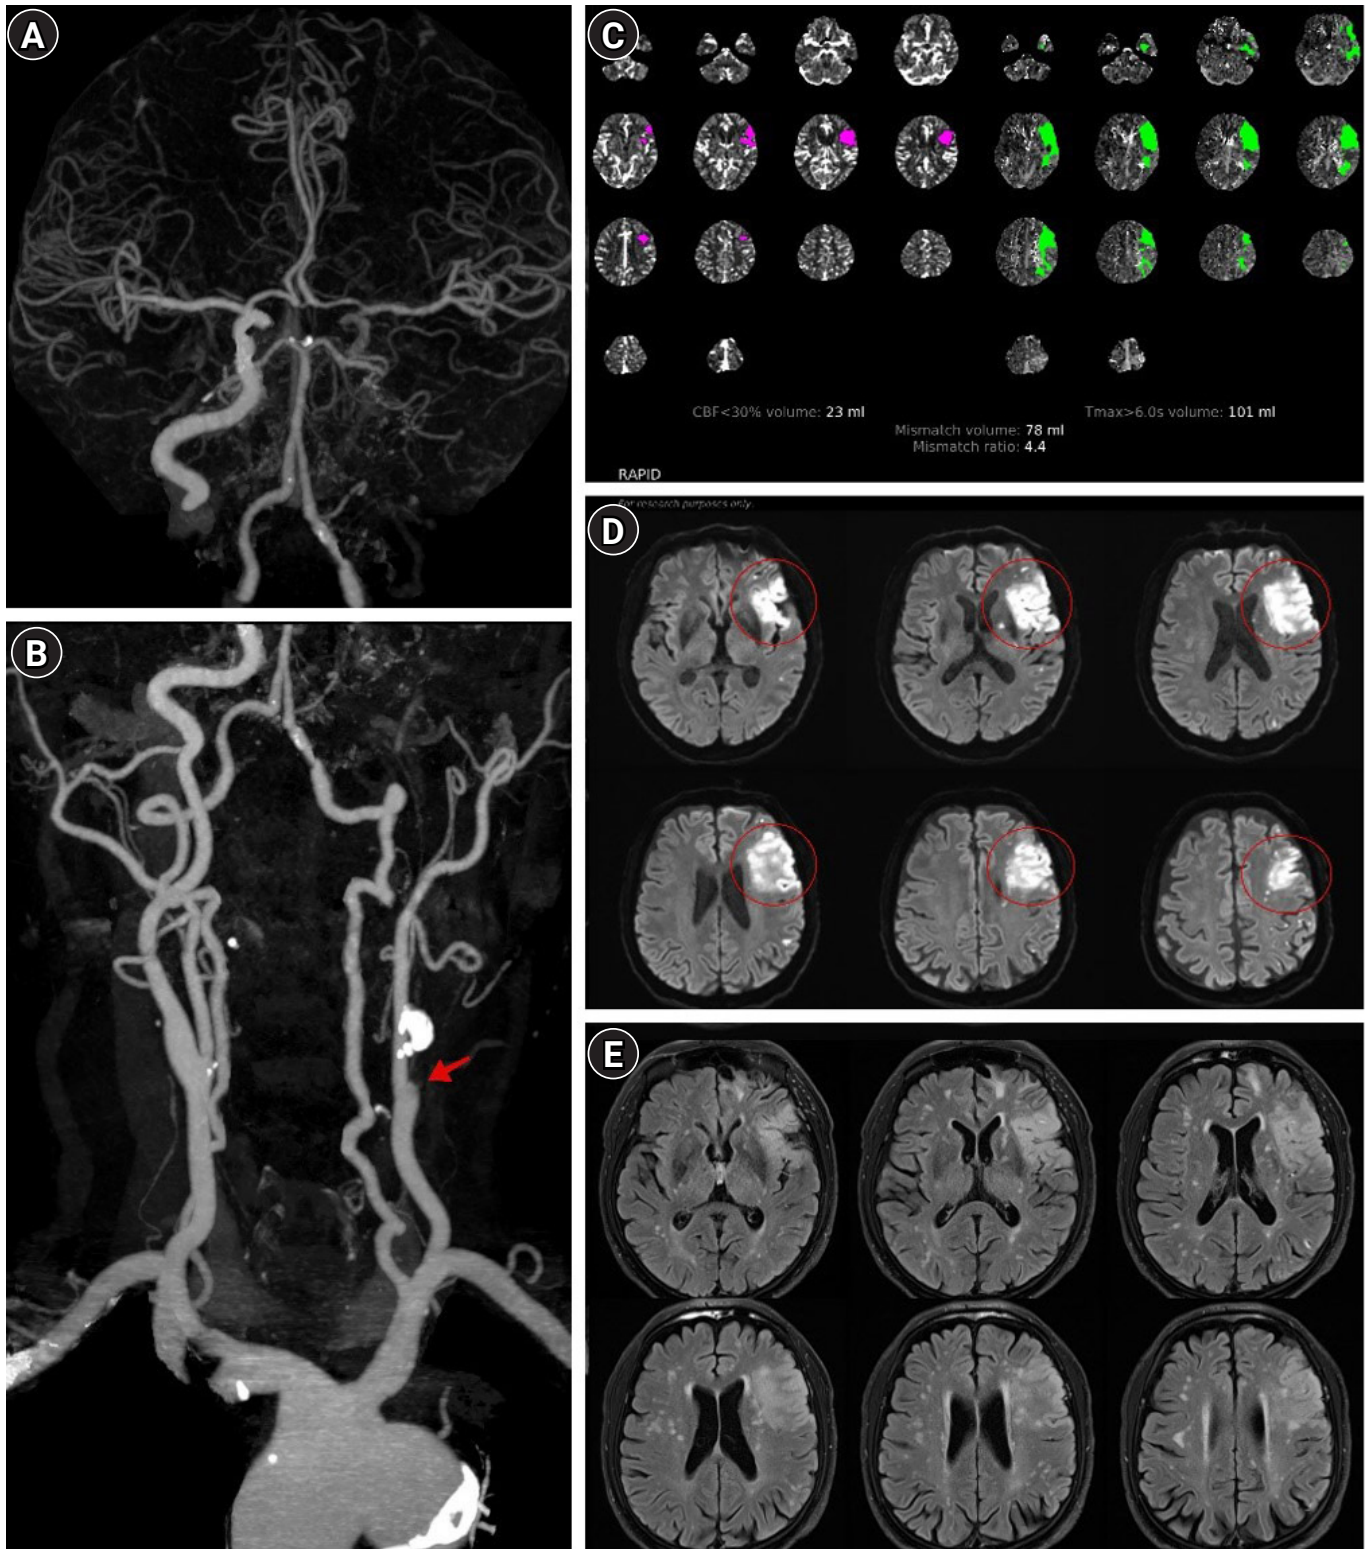 A
B
C
CBF<30% volume: 23 ml
Tmax>6.0s volume: 101 ml
Mismatch volume: 78 ml
Mismatch ratio: 4.4
RAPID
For research purposes only.
D
E